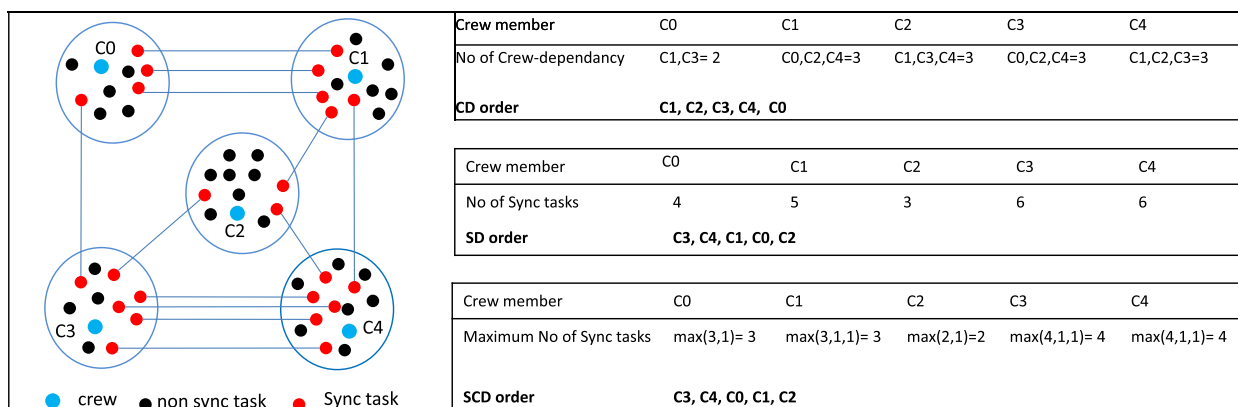 C0
C1
C2
C3
C4
crew
non sync task
Sync task
Crew member C0 C1 C2 C3 C4
No of Crew-dependancy C1,C3= 2 C0,C2,C4=3 C1,C3,C4=3 C0,C2,C4=3 C1,C2,C3=3
CD order C1, C2, C3, C4, C0
Crew member C0 C1 C2 C3 C4
No of Sync tasks 4 5 3 6 6
SD order C3, C4, C1, C0, C2
Crew member C0 C1 C2 C3 C4
Maximum No of Sync tasks max(3,1)= 3 max(3,1,1)= 3 max(2,1)=2 max(4,1,1)= 4 max(4,1,1)= 4
SCD order C3, C4, C0, C1, C2